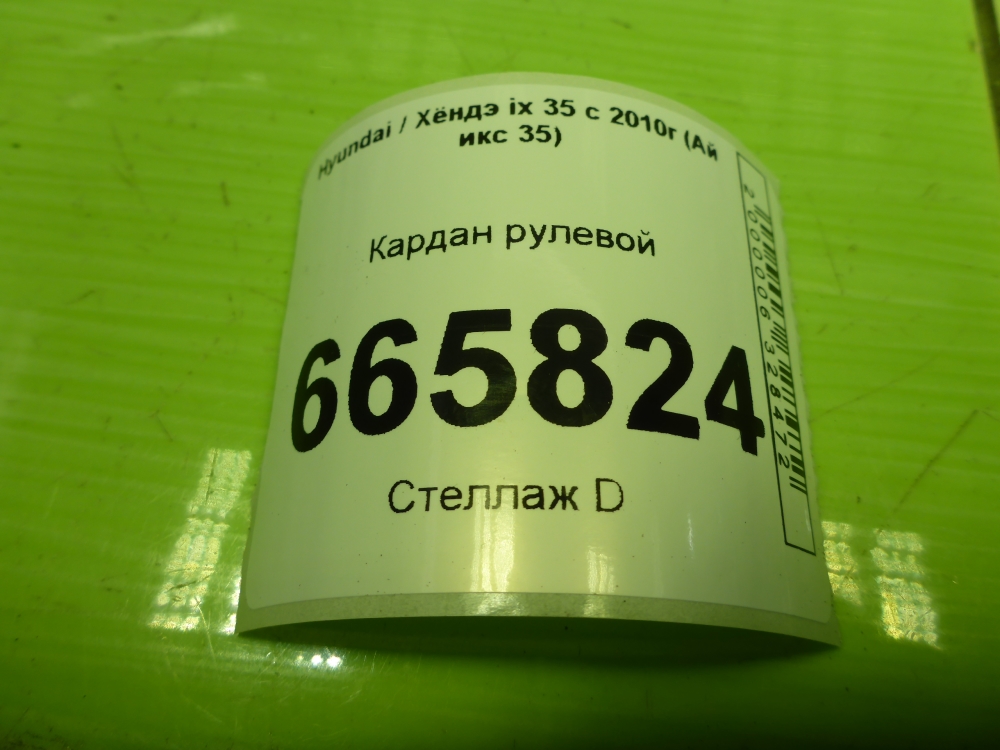 Hyundai / Хёндэ ix 35 с 2010г (Ай
икс 35)
Кардан рулевой
665824
Стеллаж D
2000006328472